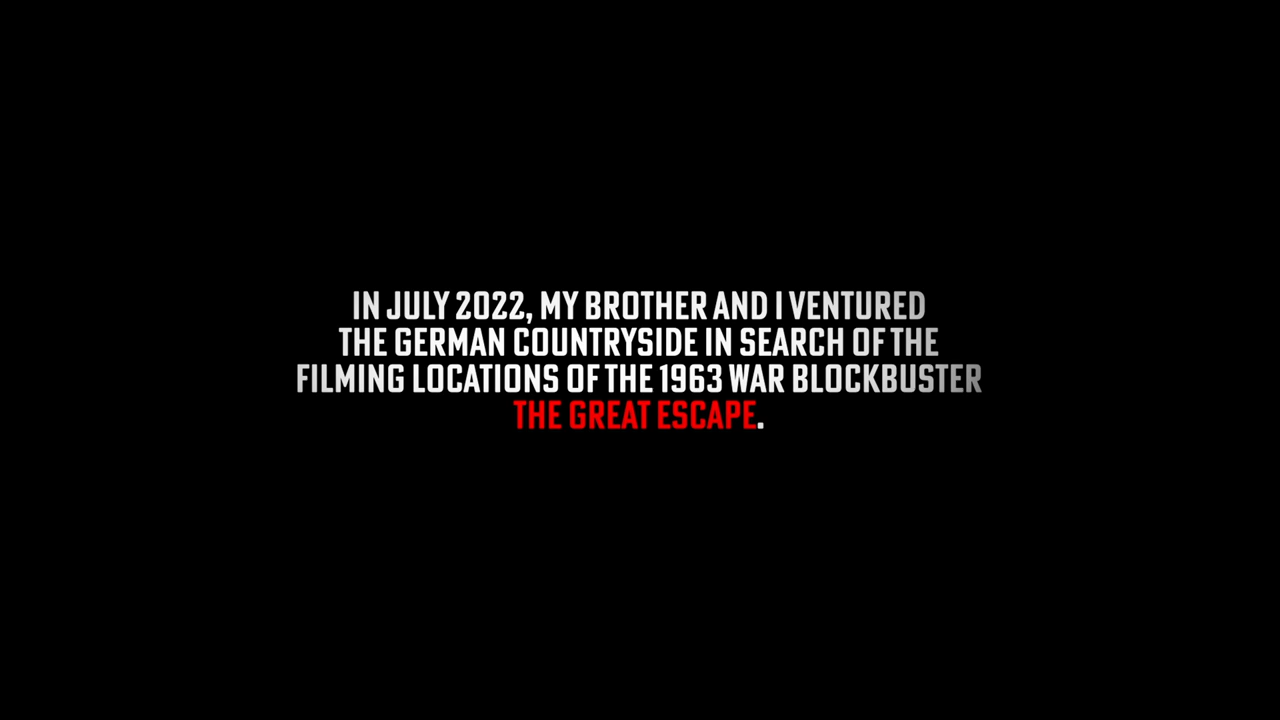 IN JULY 2022, MY BROTHER AND I VENTURED
THE GERMAN COUNTRYSIDE IN SEARCH OF THE
FILMING LOCATIONS OF THE 1963 WAR BLOCKBUSTER
THE GREAT ESCAPE.